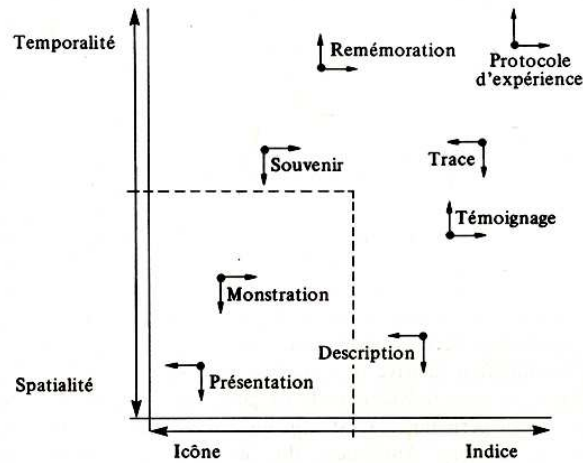 Temporalité
Remémoration
Protocole
d'expérience
Souvenir
Trace
Témoignage
Monstration
Description
Présentation
Spatialité
Icône
Indice